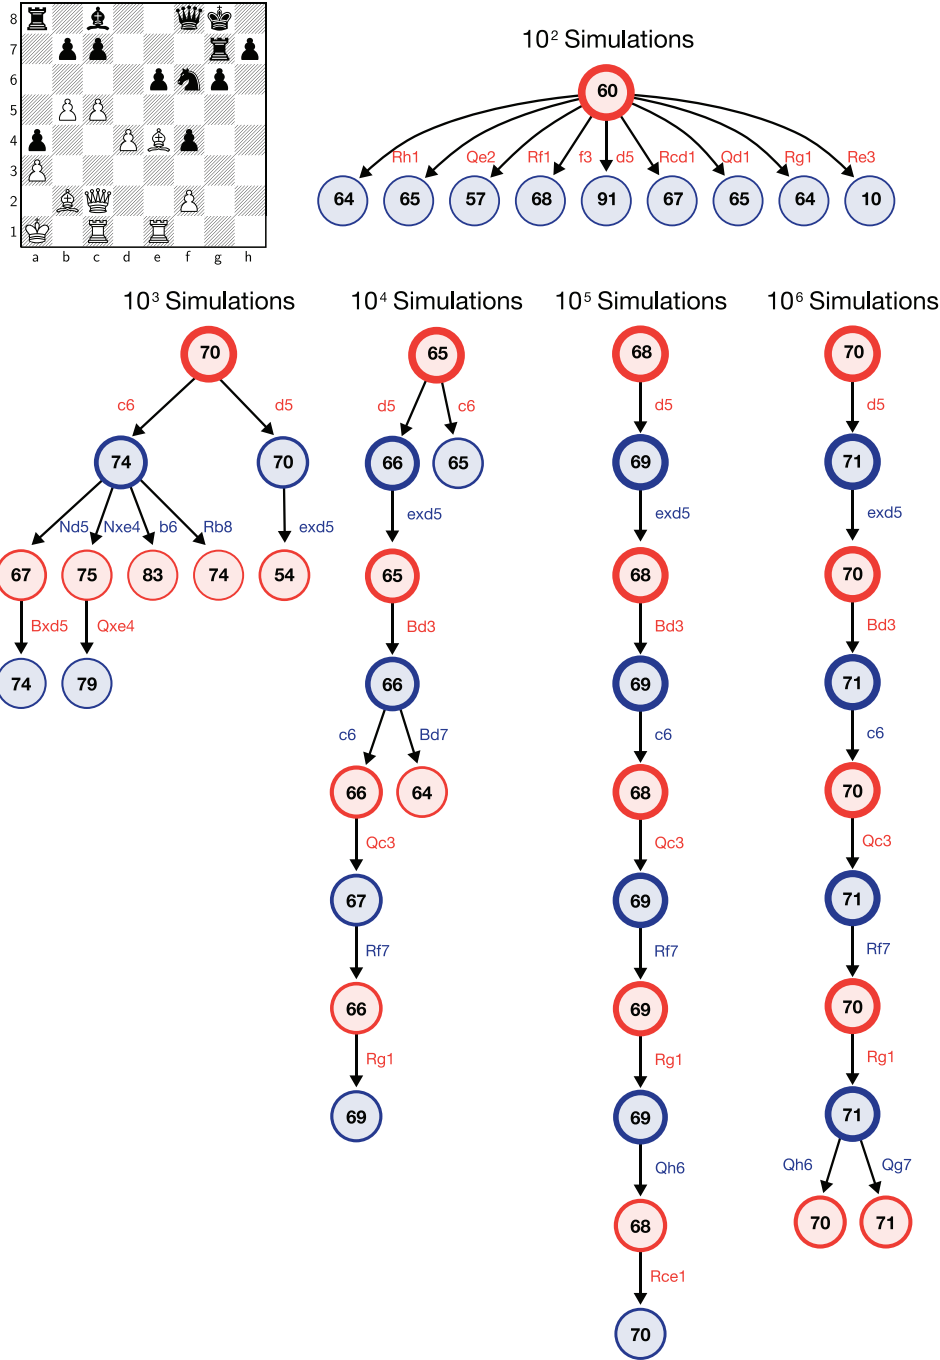 8
7
6
5
4
3
2
1
a b c d e f g h
10² Simulations
60
Rh1 Qe2 Rf1 f3 d5 Rcd1 Qd1 Rg1 Re3
64 65 57 68 91 67 65 64 10
10³ Simulations 10⁴ Simulations 10⁵ Simulations 10⁶ Simulations
70 65 68 70
c6 d5 d5 c6 d5 d5
74 70 66 65 69 71
Nd5 Nxe4 b6 Rb8 exd5 exd5 exd5 exd5
67 75 83 74 54 65 68 70
Bxd5 Qxe4 Bd3 Bd3 Bd3
74 79 66 69 71
c6 Bd7 c6 c6
66 64 68 70
Qc3 Qc3 Qc3
67 69 71
Rf7 Rf7 Rf7
66 69 70
Rg1 Rg1 Rg1
69 69 71
Qh6 Qh6 Qg7
68 70 71
Rce1
70